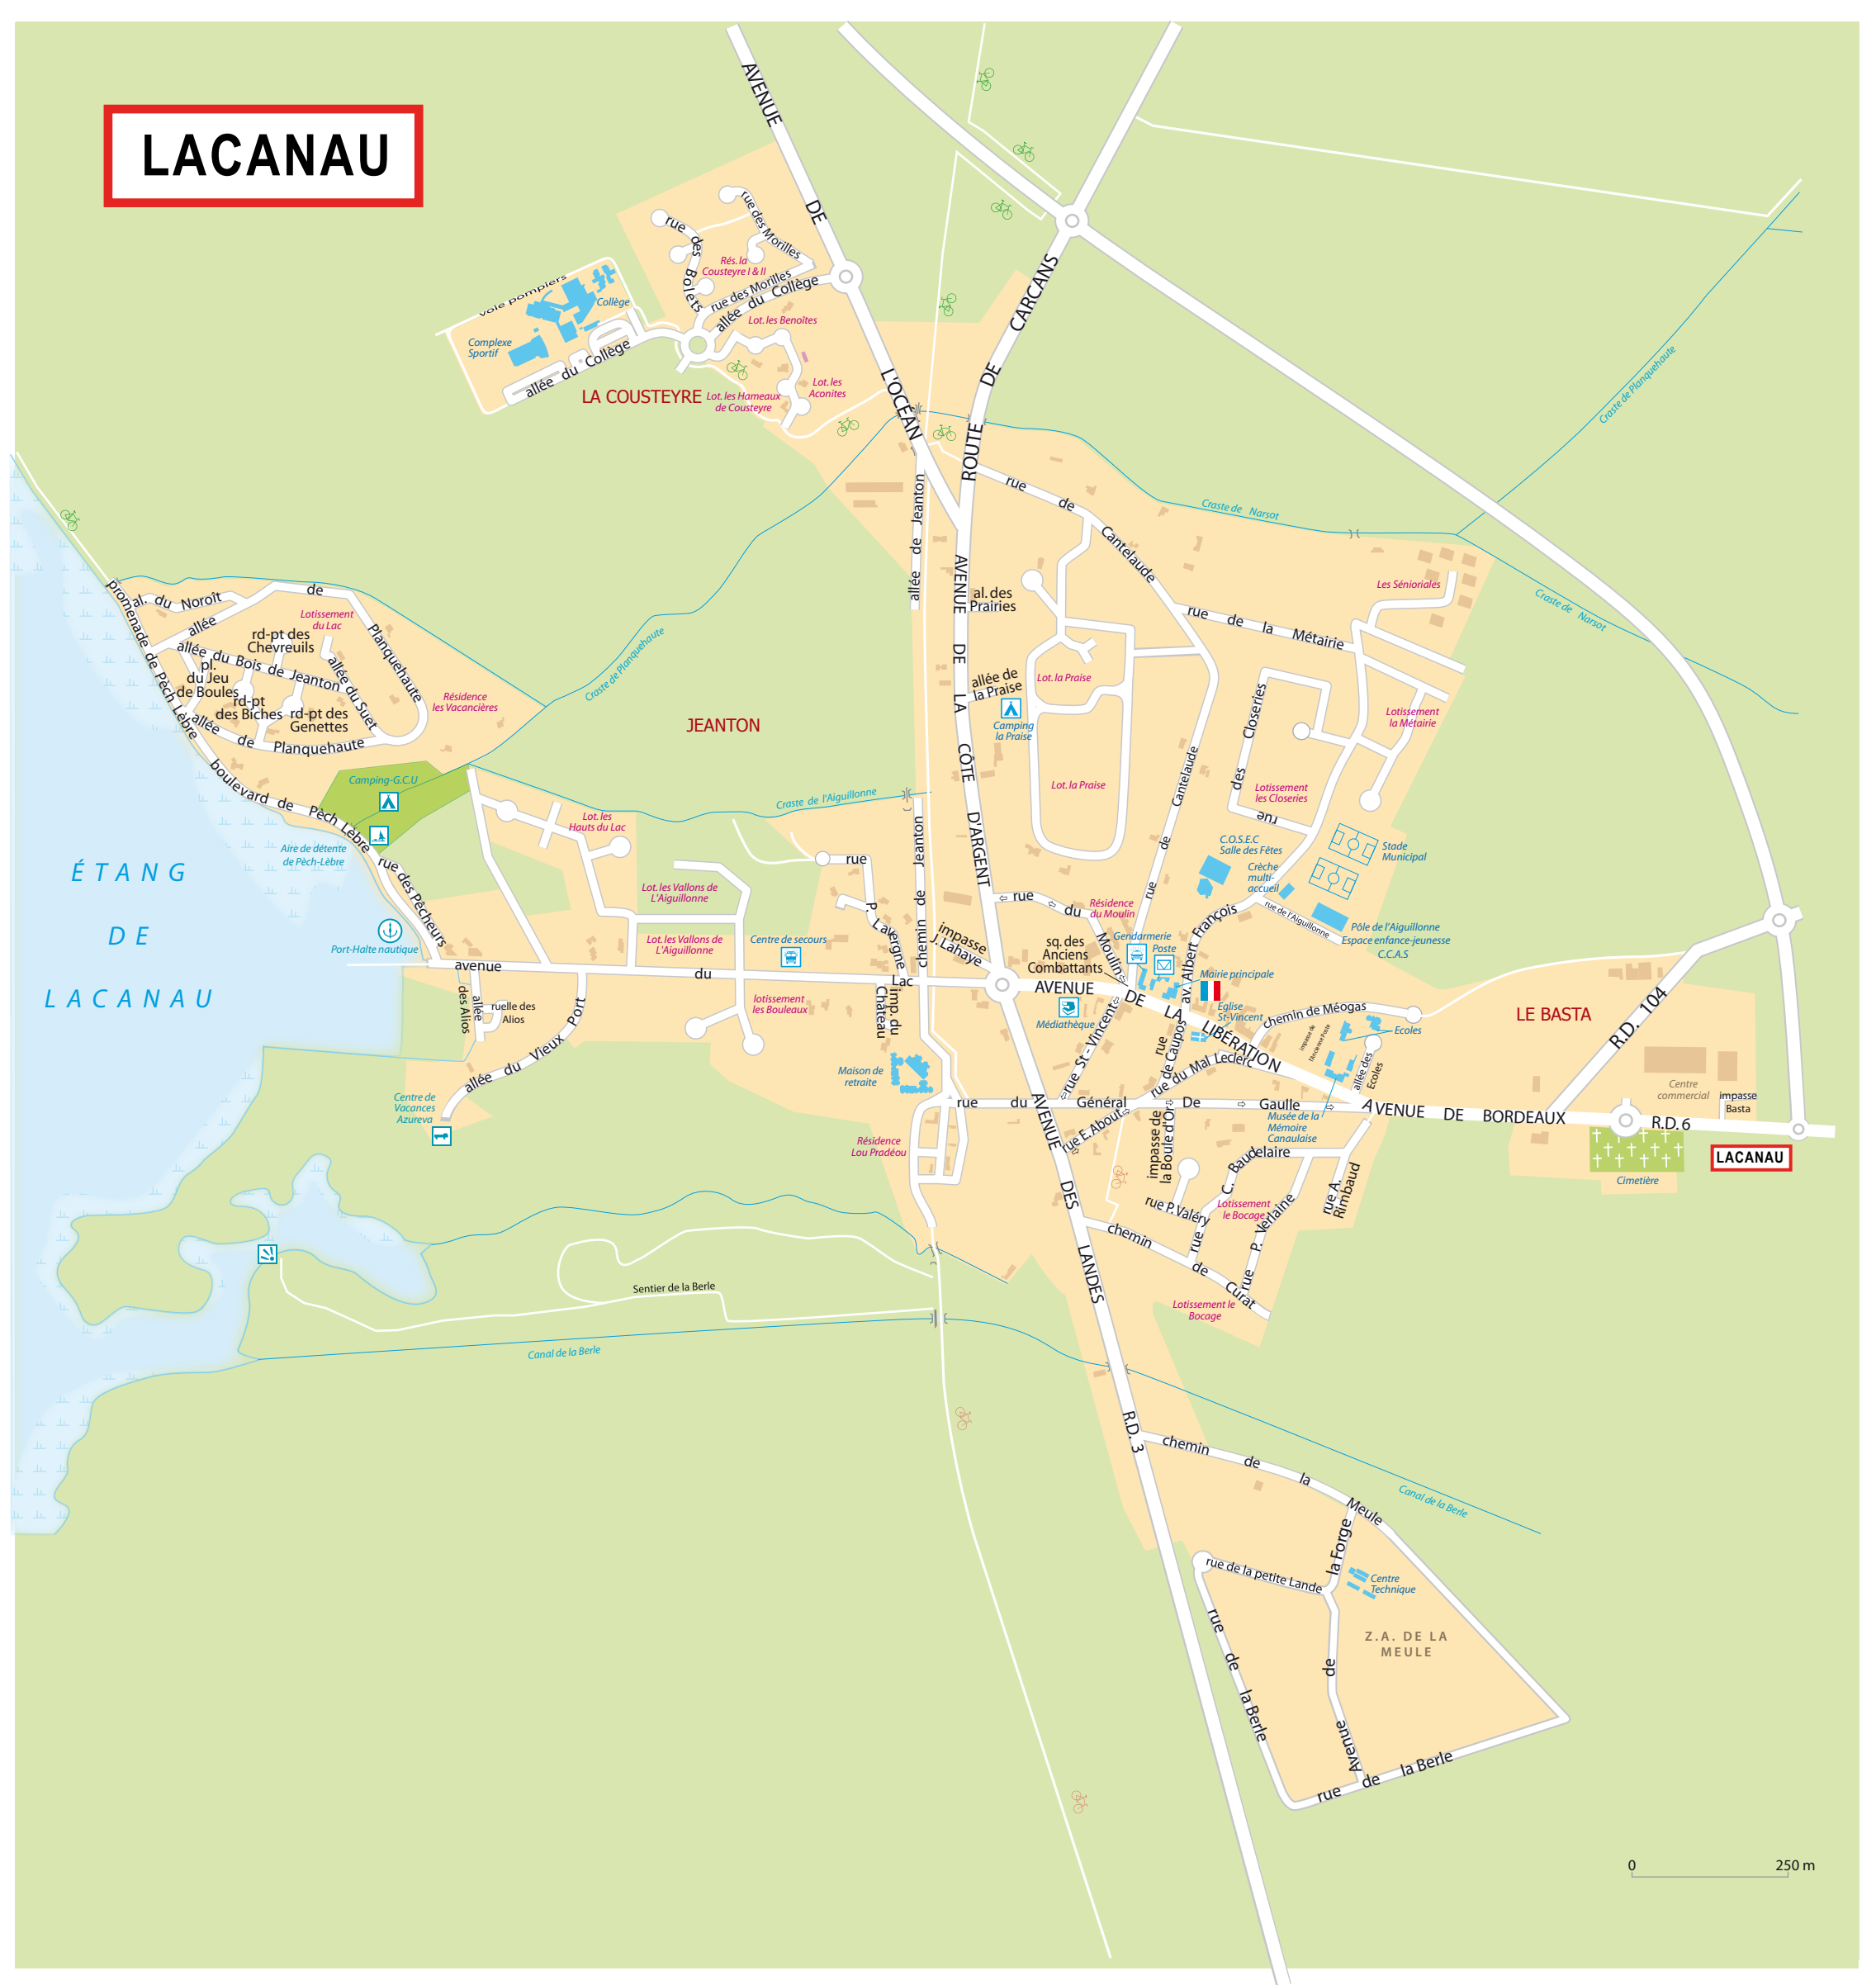 LACANAU
AVENUE DE L'OCÉAN
ROUTE DE CARCANS
rue des Morilles
rue des Bolets
Rés. la
Cousteyre I & II
rue des Morilles
allée du Collège
voie pompiers
Collège
Complexe
Sportif
allée du Collège
Lot. les Benoîtes
LA COUSTEYRE
Lot. les Hameaux
de Cousteyre
Lot. les
Aconites
Craste de Planquehaute
rue de Cantelaude
Craste de Narsot
Craste de Narsot
allée de Jeanton
AVENUE DE LA CÔTE D'ARGENT
al. des
Prairies
Les Sénioriales
rue de la Métairie
promenade de Pèch Lèbre
al. du Noroît
allée de Planquehaute
Lotissement
du Lac
rd-pt des
Chevreuils
allée du Bois de Jeanton
pl.
du Jeu
de Boules
allée du Suet
rd-pt
des Biches
rd-pt des
Genettes
allée de Planquehaute
Résidence
les Vacancières
Craste de Planquehaute
JEANTON
allée de
la Praise
Camping
la Praise
Lot. la Praise
Lot. la Praise
rue des Closeries
Lotissement
la Métairie
Lotissement
les Closeries
rue de Cantelaude
boulevard de Pèch Lèbre
Camping-G.C.U
Aire de détente
de Pèch-Lèbre
rue des Pêcheurs
Craste de l'Aiguillonne
Lot. les
Hauts du Lac
ÉTANG
DE
LACANAU
Port-Halte nautique
Lot. les Vallons de
L'Aiguillonne
Lot. les Vallons de
L'Aiguillonne
Centre de secours
rue P. Lavergne
chemin de Jeanton
impasse
J. Lahaye
rue du Moulin
Résidence
du Moulin
C.O.S.E.C
Salle des Fêtes
Crèche
multi-
accueil
Stade
Municipal
rue de l'Aiguillonne
Pôle de l'Aiguillonne
Espace enfance-jeunesse
C.C.A.S
av. Albert François
Gendarmerie
Poste
sq. des
Anciens
Combattants
Mairie principale
avenue du Lac
allée
des Alios
ruelle des
Alios
allée du Vieux Port
lotissement
les Bouleaux
imp. du
Château
AVENUE DE LA LIBÉRATION
Médiathèque
Eglise
St-Vincent
chemin de Méogas
impasse de
l'Ancienne Poste
Ecoles
allée des
Ecoles
LE BASTA
R.D. 104
Centre
commercial
impasse
Basta
Maison de
retraite
rue St - Vincent
rue de Caupos
rue du Mal Leclerc
Centre de
Vacances
Azureva
rue du Général De Gaulle
Musée de la
Mémoire
Canaulaise
AVENUE DE BORDEAUX
R.D. 6
LACANAU
Cimetière
Résidence
Lou Pradéou
rue E. About
impasse de
la Boule d'Or
rue C. Baudelaire
rue A.
Rimbaud
rue P. Valéry
Lotissement
le Bocage
rue P. Verlaine
chemin de Curat
Lotissement le
Bocage
AVENUE DES LANDES
Sentier de la Berle
Canal de la Berle
R.D. 3
chemin de la Meule
Canal de la Berle
rue de la petite Lande
Avenue de la Forge
Centre
Technique
Z.A. DE LA
MEULE
rue de la Berle
rue de la Berle
0 250 m